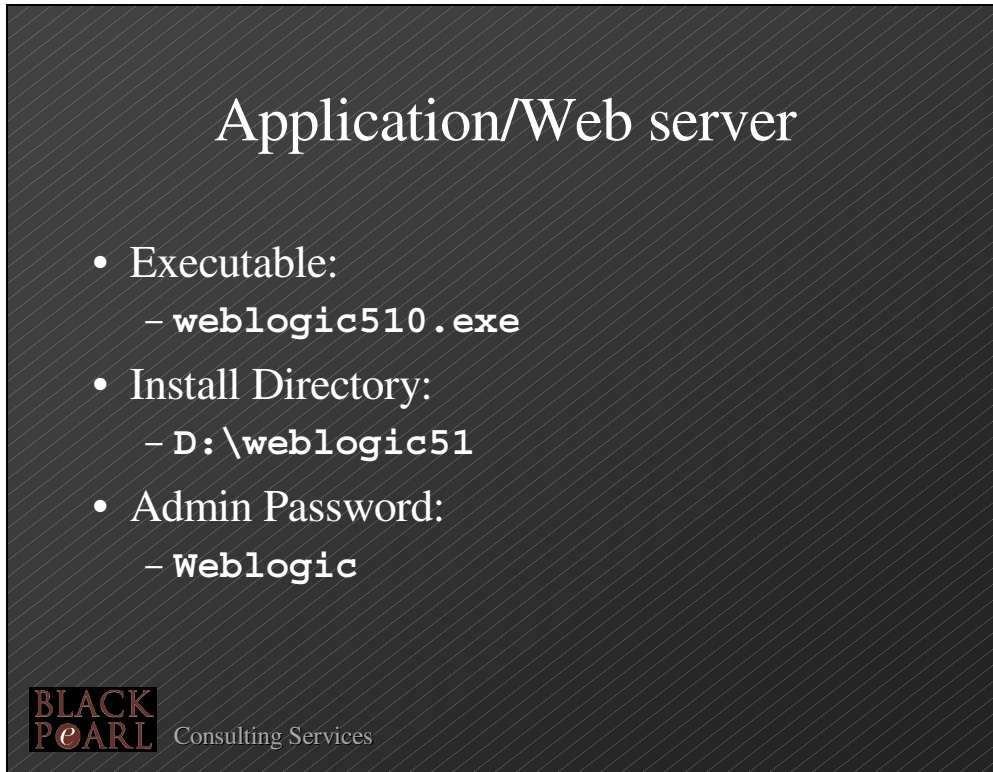 Application/Web server
• Executable:
– weblogic510.exe
• Install Directory:
– D:\weblogic51
• Admin Password:
– Weblogic
BLACK
PeARL Consulting Services